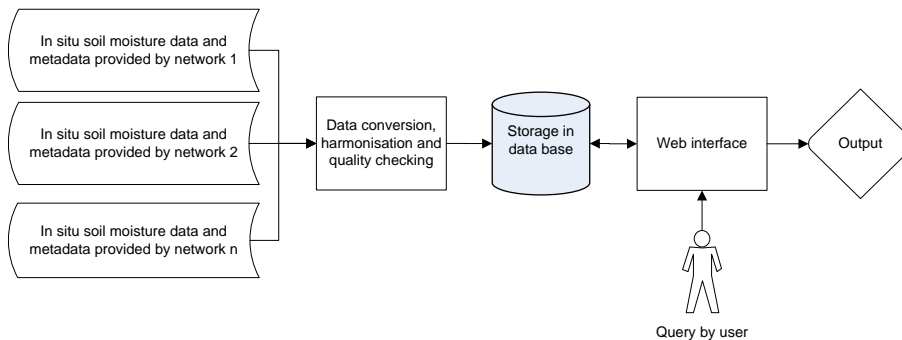 In situ soil moisture data and
metadata provided by network 1
In situ soil moisture data and
metadata provided by network 2
In situ soil moisture data and
metadata provided by network n
Data conversion,
harmonisation and
quality checking
Storage in
data base
Web interface
Output
Query by user